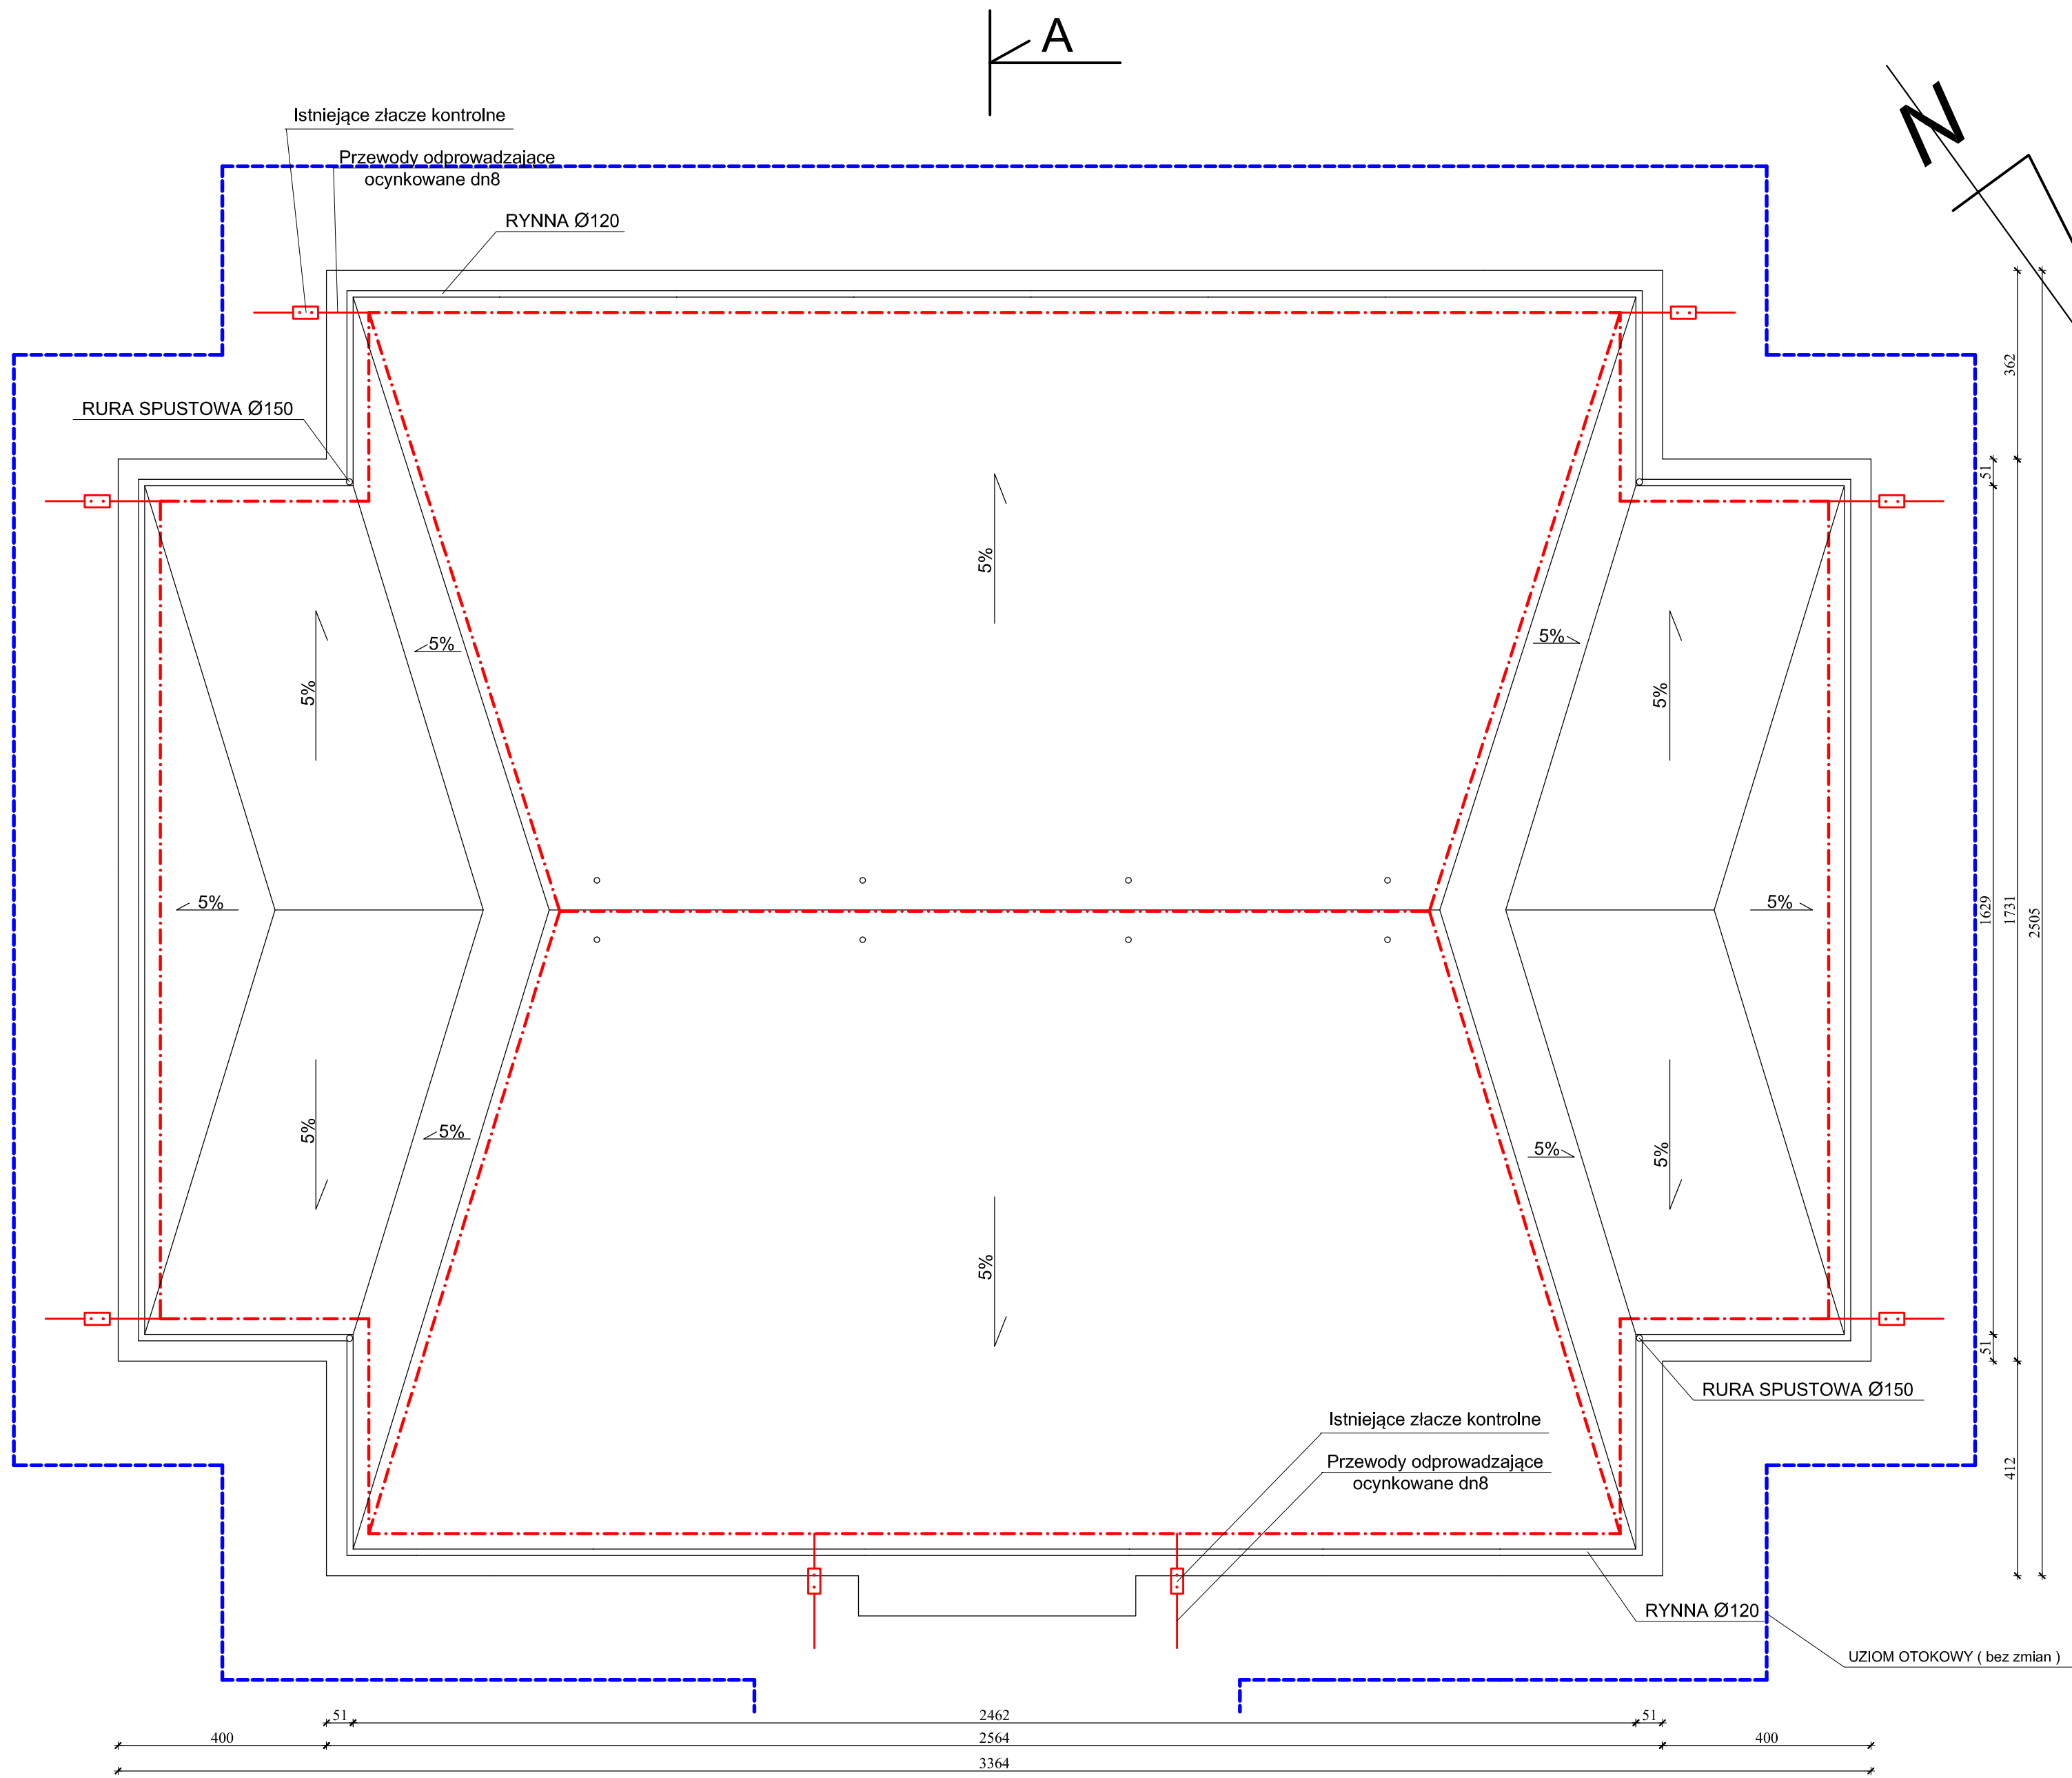 A
N
Istniejące złacze kontrolne
Przewody odprowadzające
ocynkowane dn8
RYNNA Ø120
RURA SPUSTOWA Ø150
362
51
5%
5%
5%
5%
5%
5%
5%
1629
1731
2505
5%
5%
5%
5%
5%
51
RURA SPUSTOWA Ø150
Istniejące złacze kontrolne
Przewody odprowadzające
ocynkowane dn8
412
RYNNA Ø120
UZIOM OTOKOWY ( bez zmian )
51
2462
51
400
2564
400
3364